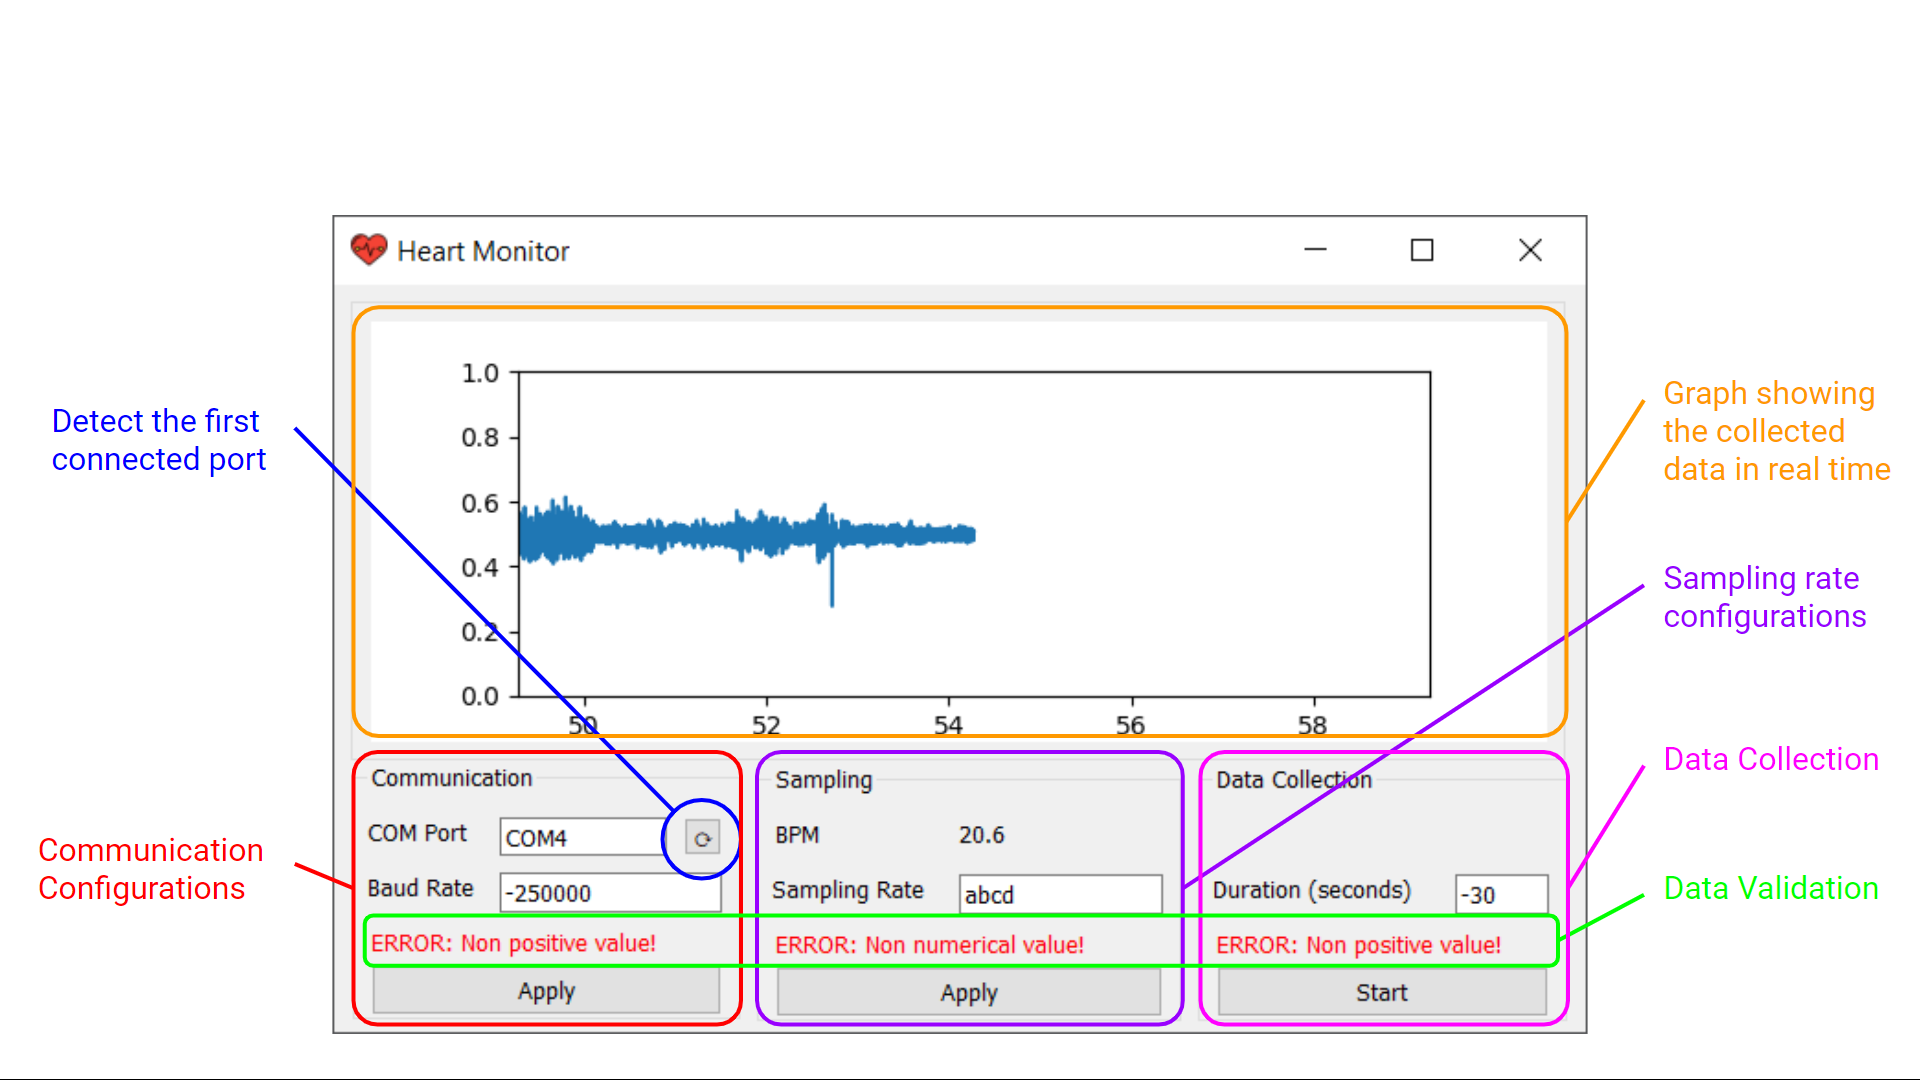 Heart Monitor
1.0
0.8
0.6
0.4
0.2
0.0
50 52 54 56 58
Detect the first
connected port
Graph showing
the collected
data in real time
Sampling rate
configurations
Data Collection
Data Validation
Communication
Configurations
Communication
COM Port COM4
Baud Rate -250000
ERROR: Non positive value!
Apply
Sampling
BPM 20.6
Sampling Rate abcd
ERROR: Non numerical value!
Apply
Data Collection
Duration (seconds) -30
ERROR: Non positive value!
Start